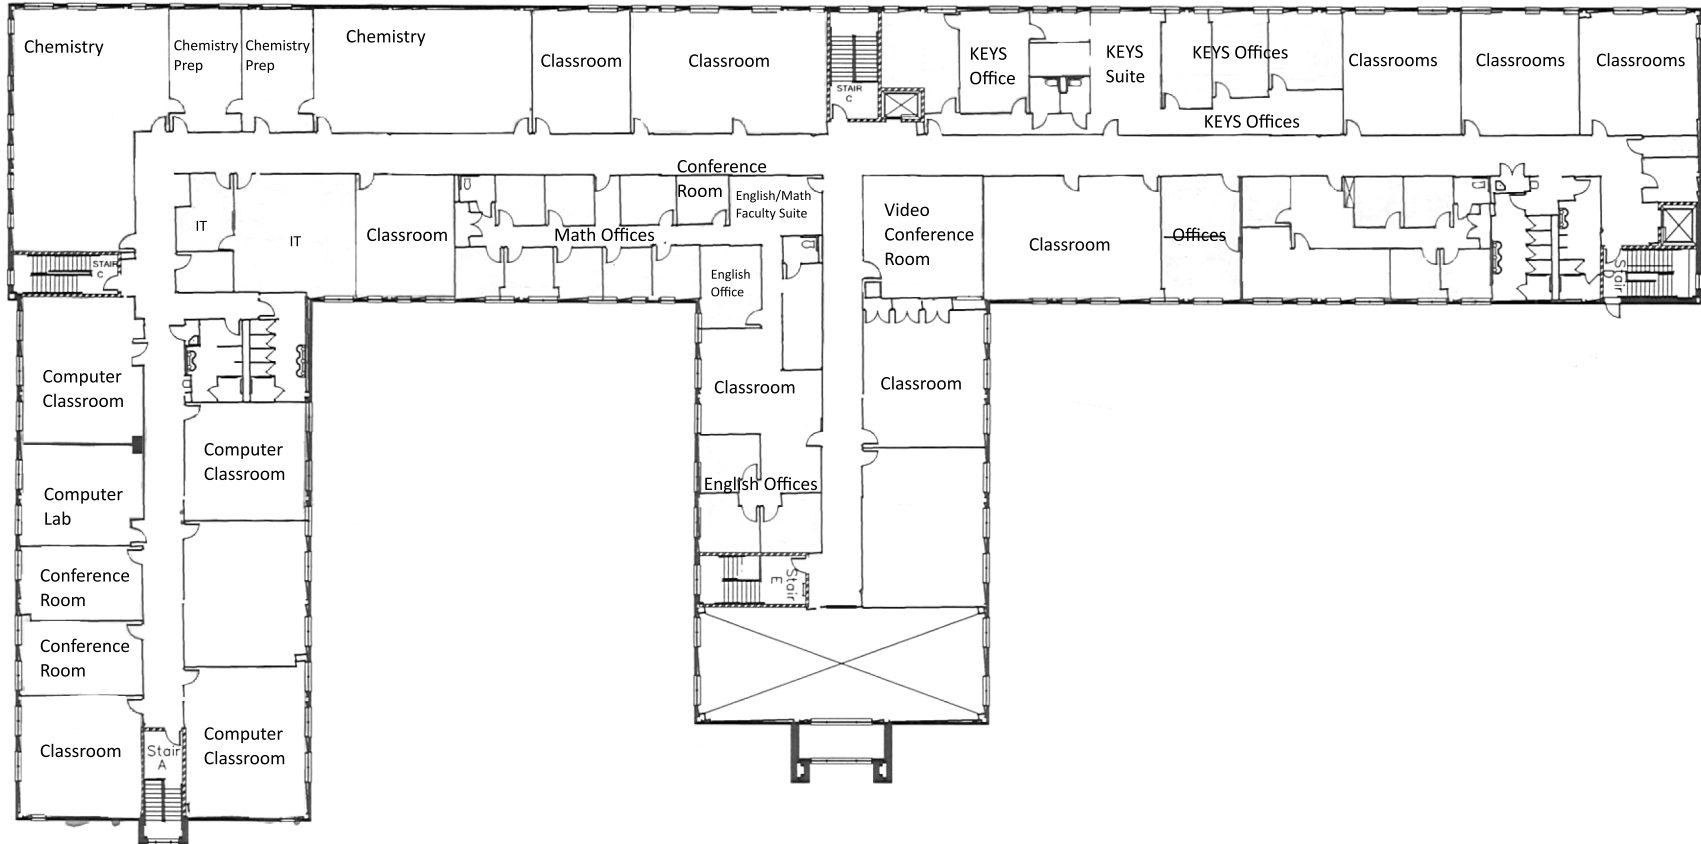 Chemistry
Chemistry
Prep
Chemistry
Prep
Chemistry
Classroom
Classroom
STAIR
C
KEYS
Office
KEYS
Suite
KEYS Offices
KEYS Offices
Classrooms
Classrooms
Classrooms
IT
IT
Classroom
Conference
Room
English/Math
Faculty Suite
Math Offices
English
Office
Video
Conference
Room
Classroom
Offices
STAIR
C
Stair
Computer
Classroom
Classroom
Classroom
Computer
Classroom
Computer
Lab
English Offices
Conference
Room
Stair
E
Conference
Room
Classroom
Stair
A
Computer
Classroom